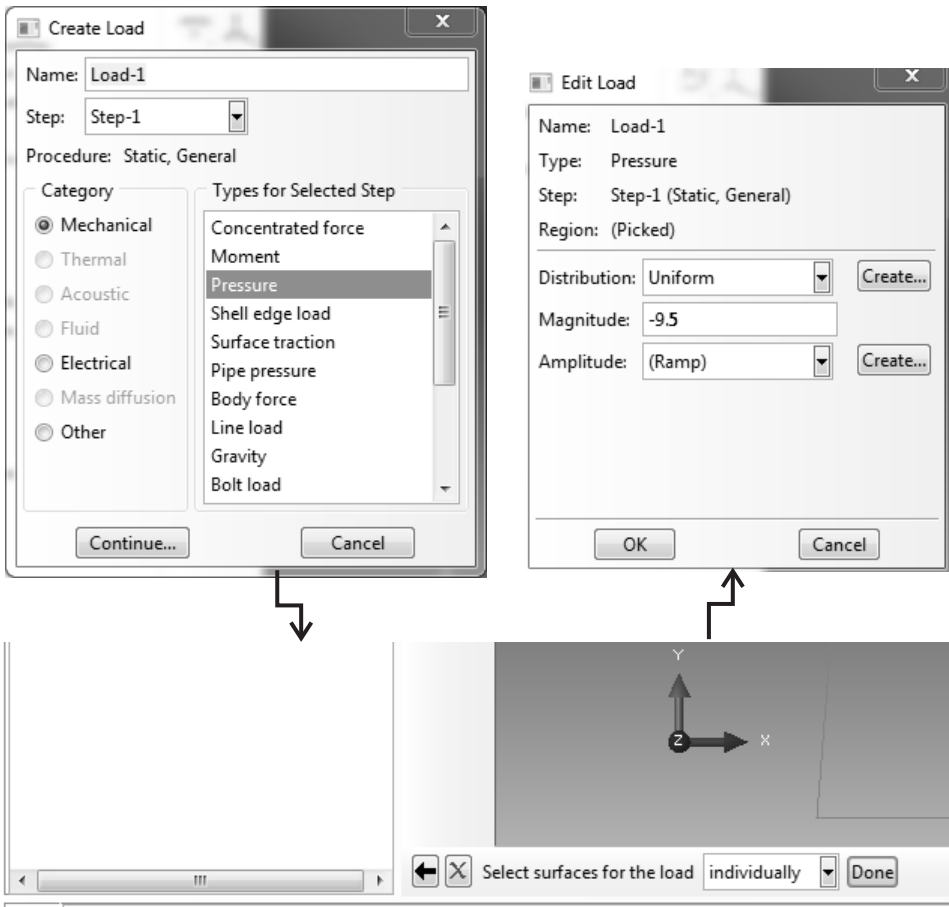 Create Load
X
Name: Load-1
Step: Step-1
Procedure: Static, General
Category
Mechanical
Thermal
Acoustic
Fluid
Electrical
Mass diffusion
Other
Types for Selected Step
Concentrated force
Moment
Pressure
Shell edge load
Surface traction
Pipe pressure
Body force
Line load
Gravity
Bolt load
Continue... Cancel
Edit Load
X
Name: Load-1
Type: Pressure
Step: Step-1 (Static, General)
Region: (Picked)
Distribution: Uniform Create...
Magnitude: -9.5
Amplitude: (Ramp) Create...
OK Cancel
Y
Z X
X Select surfaces for the load individually Done